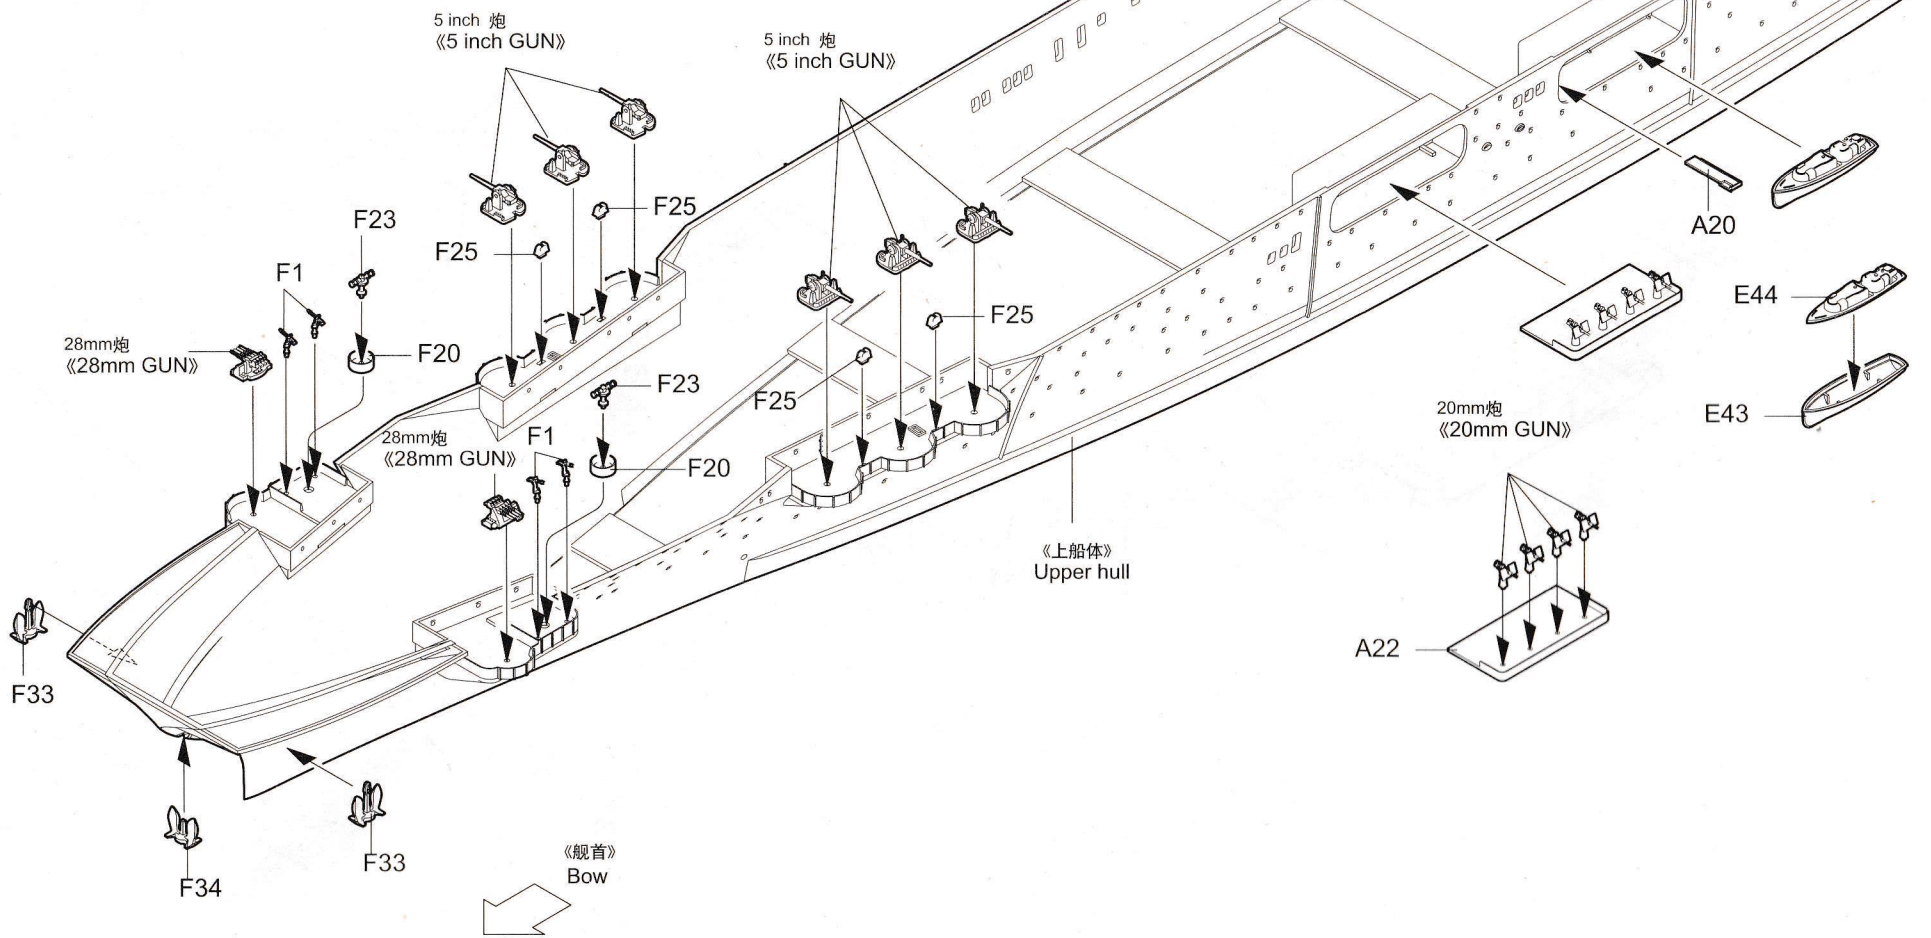 5 inch 炮
《5 inch GUN》
5 inch 炮
《5 inch GUN》
F23
F25
F25
F1
A20
28mm炮
《28mm GUN》
F20
F25
E44
F23
F25
28mm炮
《28mm GUN》
F1
F20
20mm炮
《20mm GUN》
E43
《上船体》
Upper hull
A22
F33
F33
F34
《舰首》
Bow